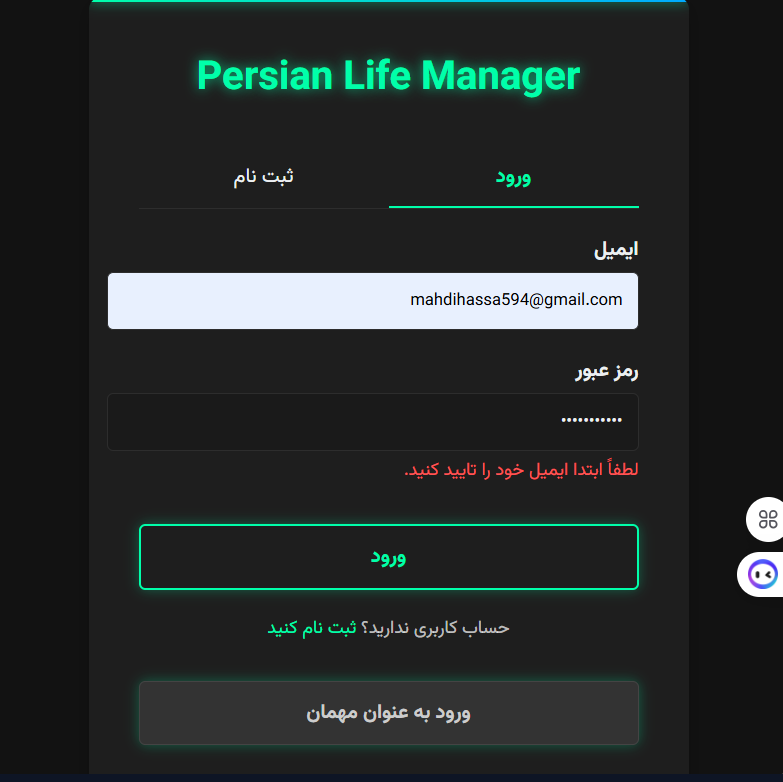 Persian Life Manager
ورود
ثبت نام
ایمیل
mahdihassa594@gmail.com
رمز عبور
•••••••••••
لطفاً ابتدا ایمیل خود را تایید کنید.
ورود
حساب کاربری ندارید؟ ثبت نام کنید
ورود به عنوان مهمان